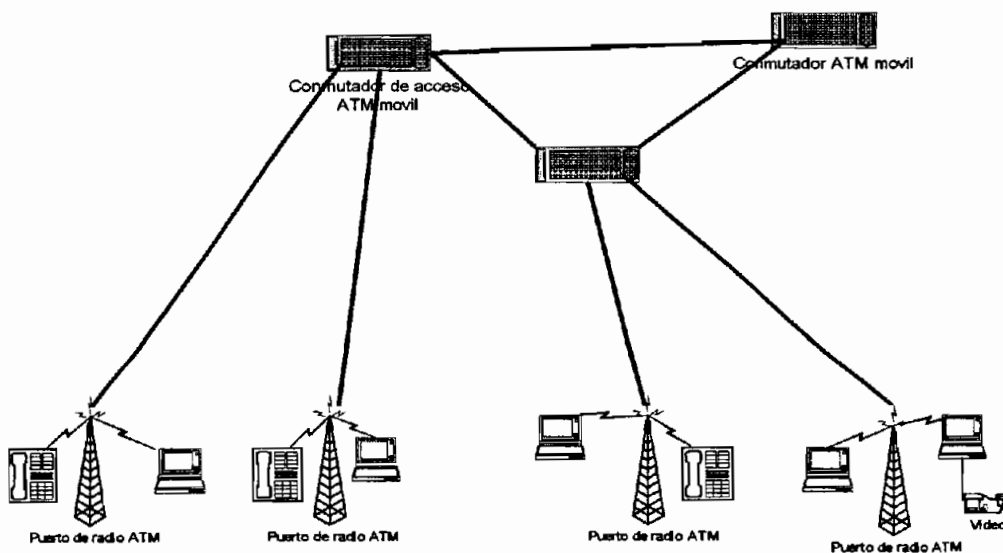 Conmutador ATM movil
Conmutador de acceso
ATM movil
Puerto de radio ATM
Puerto de radio ATM
Puerto de radio ATM
Puerto de radio ATM
Video